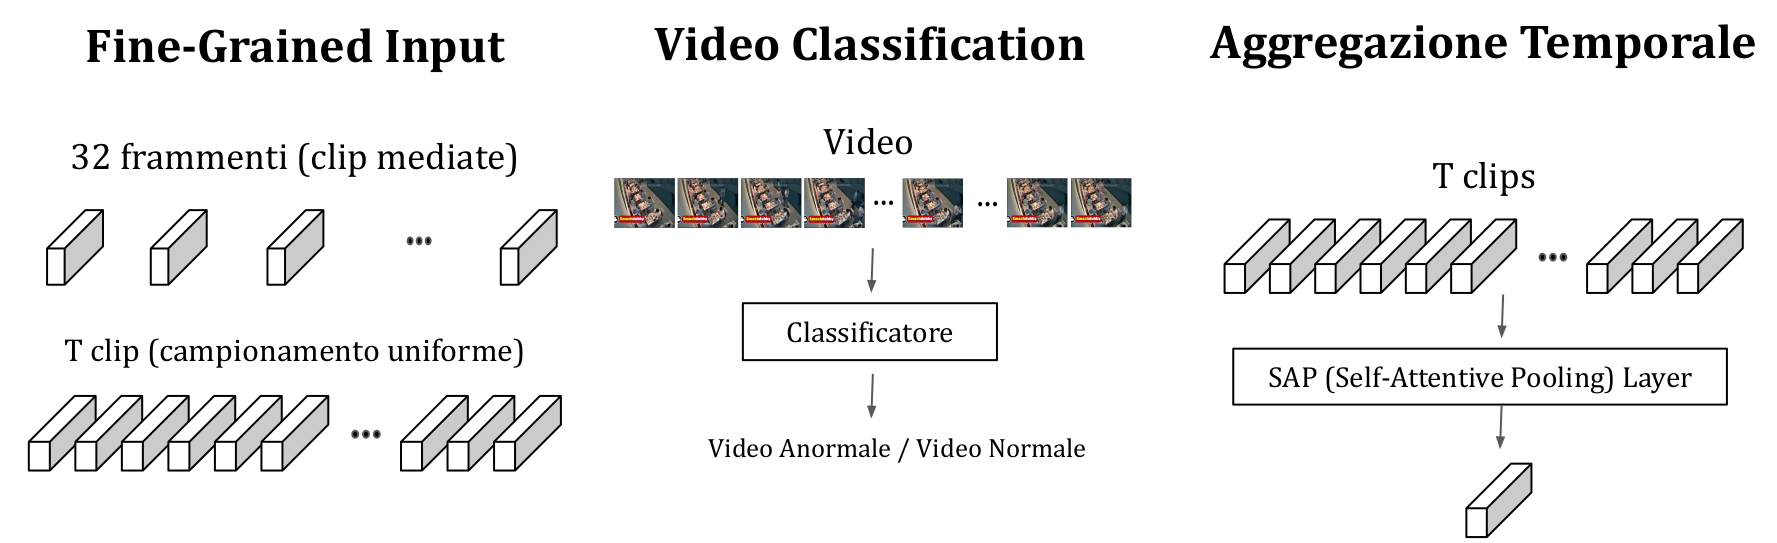 Fine-Grained Input
32 frammenti (clip mediate)
...
T clip (campionamento uniforme)
...
Video Classification
Video
... ...
Classificatore
Video Anormale / Video Normale
Aggregazione Temporale
T clips
...
SAP (Self-Attentive Pooling) Layer